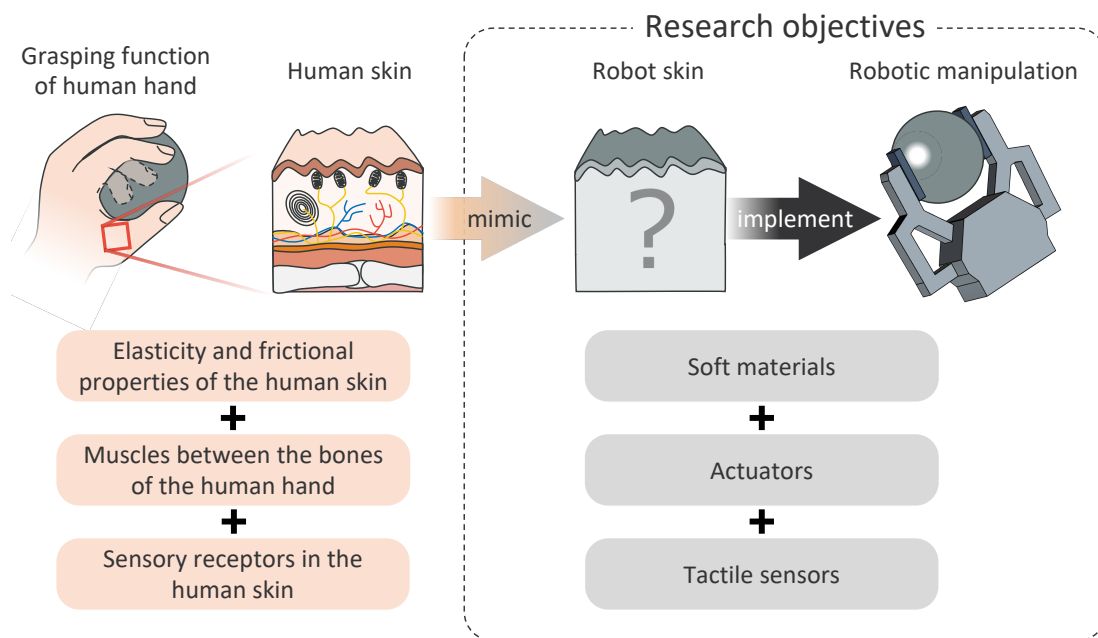 Research objectives
Grasping function
of human hand
Human skin
Robot skin
Robotic manipulation
mimic
?
implement
Elasticity and frictional
properties of the human skin
+
Muscles between the bones
of the human hand
+
Sensory receptors in the
human skin
Soft materials
+
Actuators
+
Tactile sensors